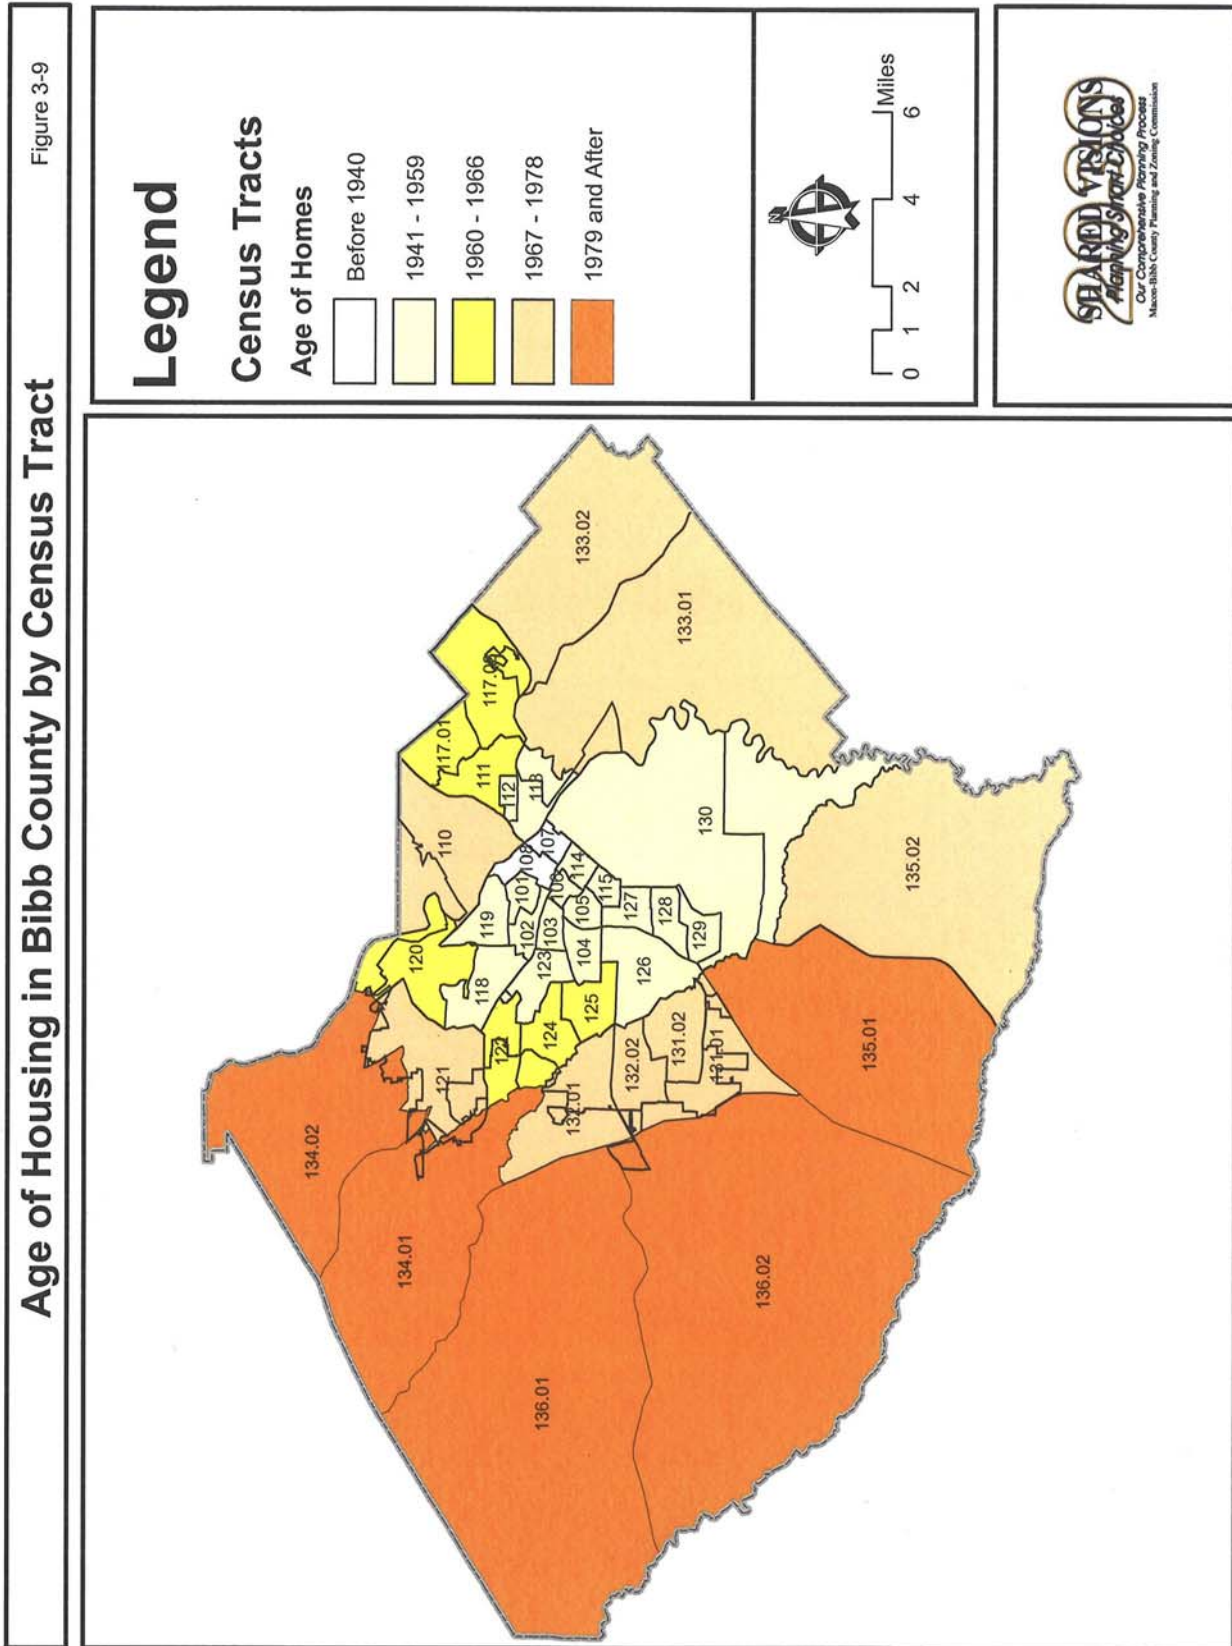 Age of Housing in Bibb County by Census Tract
Figure 3-9
Legend
Census Tracts
Age of Homes
Before 1940
1941 - 1959
1960 - 1966
1967 - 1978
1979 and After
N
0 1 2 4 6
Miles
SHARED VISIONS
2030
Planning Smart Choices
Our Comprehensive Planning Process
Macon-Bibb County Planning and Zoning Commission
134.02
134.01
136.01
136.02
135.01
135.02
121
120
110
117.01
111
112
113
133.02
133.01
118
119
108
107
101
102
103
106
114
115
105
104
123
122
124
125
126
127
128
129
130
132.01
132.02
131.02
131.01